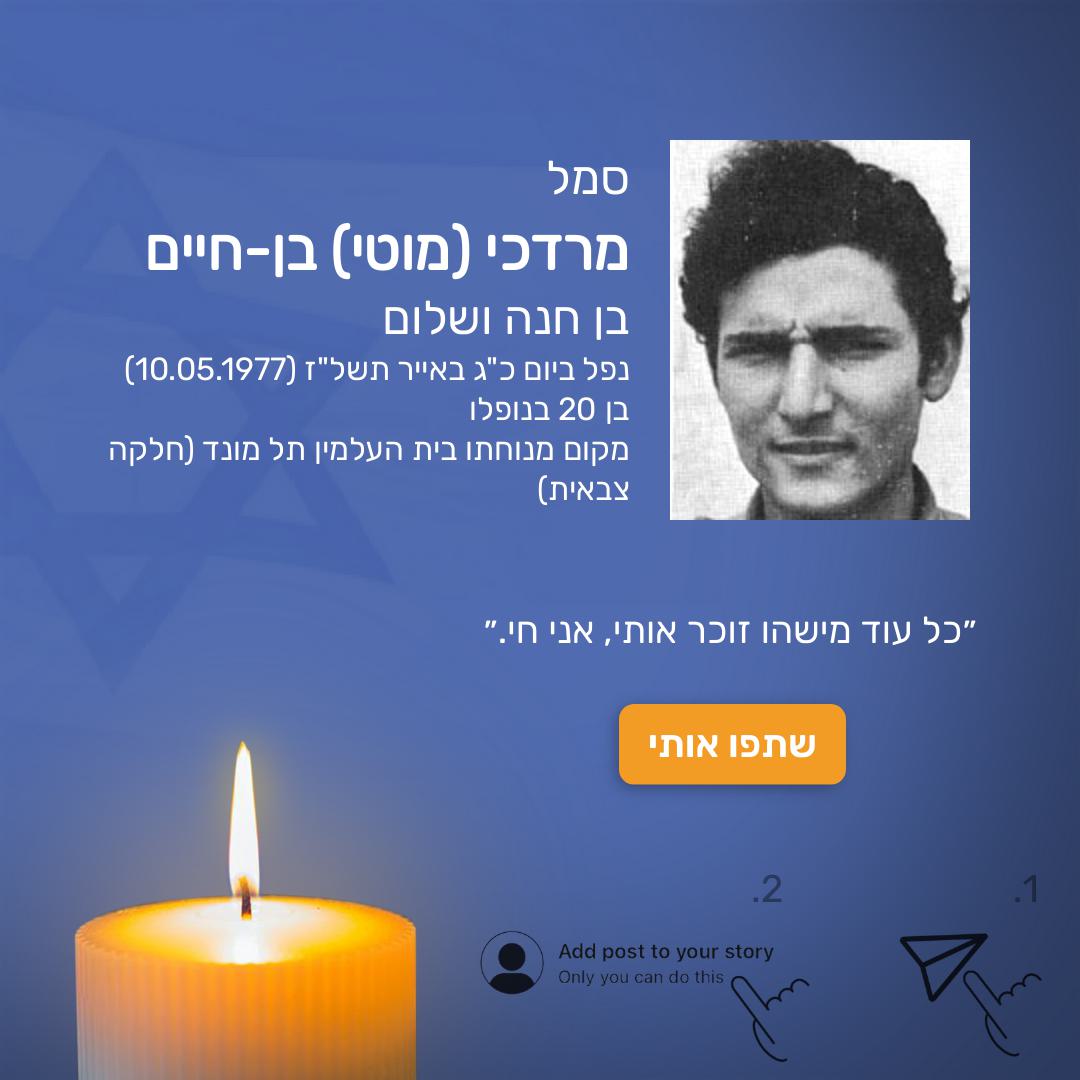 סמל
מרדכי (מוטי) בן-חיים
בן חנה ושלום
נפל ביום כ"ג באייר תשל"ז (10.05.1977)
בן 20 בנופלו
מקום מנוחתו בית העלמין תל מונד (חלקה
צבאית)
״כל עוד מישהו זוכר אותי, אני חי.״
שתפו אותי
1.
2.
Add post to your story
Only you can do this